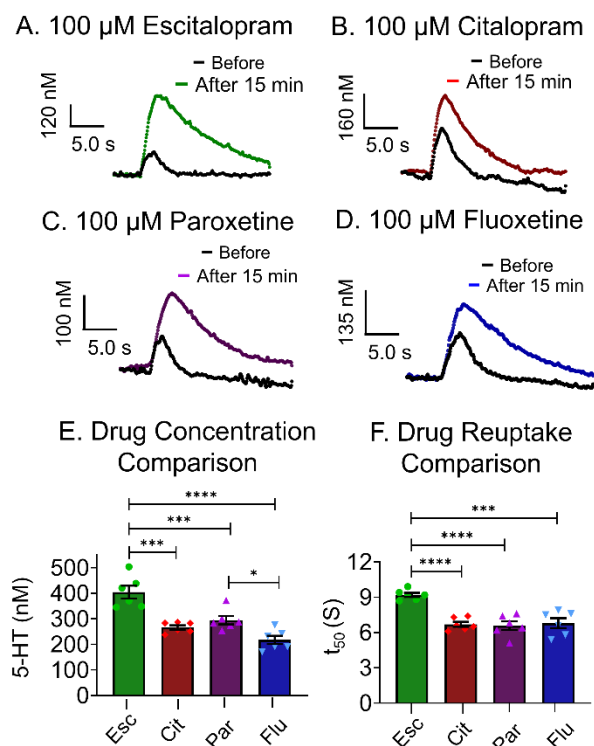 A. 100 µM Escitalopram
Before
After 15 min
120 nM
5.0 s
B. 100 µM Citalopram
Before
After 15 min
160 nM
5.0 s
C. 100 µM Paroxetine
Before
After 15 min
100 nM
5.0 s
D. 100 µM Fluoxetine
Before
After 15 min
135 nM
5.0 s
E. Drug Concentration
Comparison
****
***
***
*
5-HT (nM)
500
400
300
200
100
0
Esc
Cit
Par
Flu
F. Drug Reuptake
Comparison
***
****
****
t50 (S)
12
9
6
3
0
Esc
Cit
Par
Flu